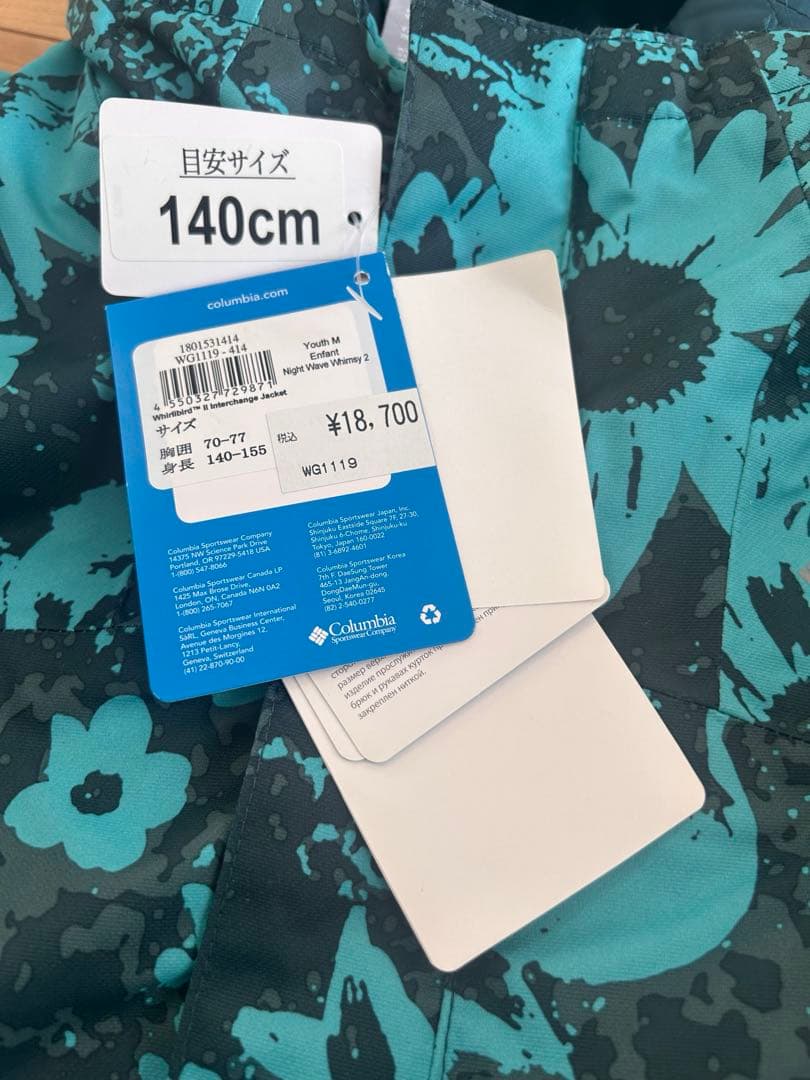 目安サイズ
140cm
columbia.com
1801531414
WG1119 - 414
4 550327 729871
Youth M
Enfant
Night Wave Whimsy 2
Whirlibird™ II Interchange Jacket
サイズ
胸囲 70-77
身長 140-155
税込 ¥18,700
WG1119
Columbia Sportswear Company
14375 NW Science Park Drive
Portland, OR 97229-5418 USA
1-(800) 547-8066
Columbia Sportswear Canada LP
1425 Max Brose Drive,
London, ON, Canada N6N 0A2
1-(800) 265-7067
Columbia Sportswear International
SàRL, Geneva Business Center,
Avenue des Morgines 12.
1213 Petit-Lancy.
Geneva, Switzerland
(41) 22-870-90-00
Columbia Sportswear Japan, Inc.
Shinjuku Eastside Square 7F, 27-30,
Shinjuku 6-Chome, Shinjuku-ku
Tokyo, Japan 160-0022
(81) 3-6892-4601
Columbia Sportswear Korea
7th F. DaeSung Tower
465-13 JangAn-dong,
DongDaeMun-gu,
Seoul, Korea 02645
(82) 2-540-0277
Columbia
Sportswear Company
размер
изделие
брюк и рукавах курток
закреплен ниткой.